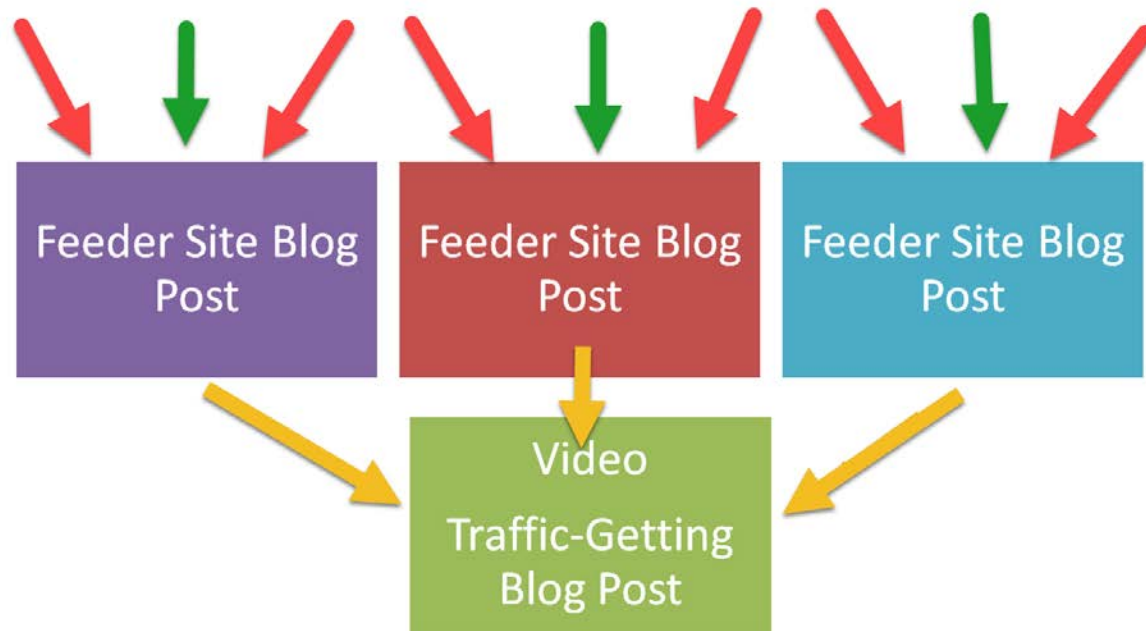 Feeder Site Blog
Post
Feeder Site Blog
Post
Feeder Site Blog
Post
Video
Traffic-Getting
Blog Post